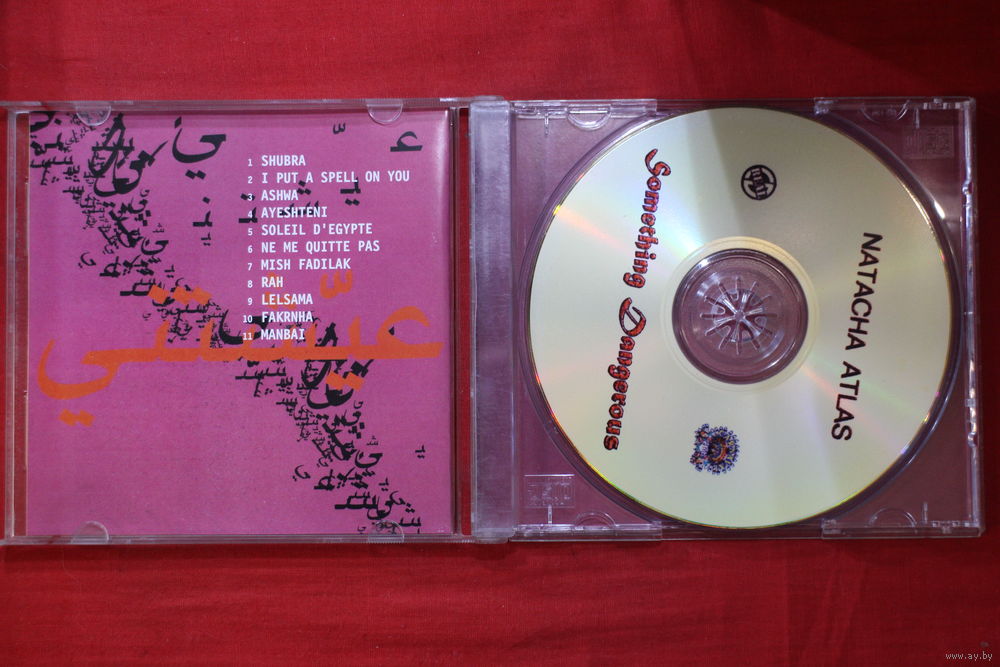 1 SHUBRA
2 I PUT A SPELL ON YOU
3 ASHWA
4 AYESHTENI
5 SOLEIL D'EGYPTE
6 NE ME QUITTE PAS
7 MISH FADILAK
8 RAH
9 LELSAMA
10 FAKRNHA
11 MANBAI
عيشتني
Something Dangerous
NATACHA ATLAS
www.ay.by